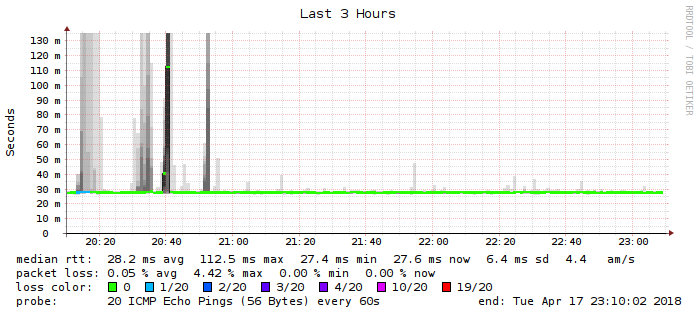 Last 3 Hours
RRDTOOL / TOBI OETIKER
Seconds
130 m
120 m
110 m
100 m
90 m
80 m
70 m
60 m
50 m
40 m
30 m
20 m
10 m
0
20:20 20:40 21:00 21:20 21:40 22:00 22:20 22:40 23:00
median rtt: 28.2 ms avg 112.5 ms max 27.4 ms min 27.6 ms now 6.4 ms sd 4.4 am/s
packet loss: 0.05 % avg 4.42 % max 0.00 % min 0.00 % now
loss color: 0 1/20 2/20 3/20 4/20 10/20 19/20
probe: 20 ICMP Echo Pings (56 Bytes) every 60s end: Tue Apr 17 23:10:02 2018